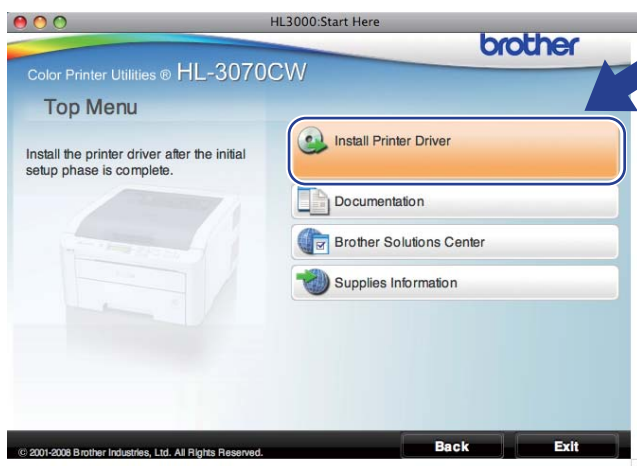 HL3000:Start Here
brother
Color Printer Utilities ® HL-3070CW
Top Menu
Install the printer driver after the initial
setup phase is complete.
Install Printer Driver
Documentation
Brother Solutions Center
Supplies Information
© 2001-2008 Brother Industries, Ltd. All Rights Reserved.
Back
Exit